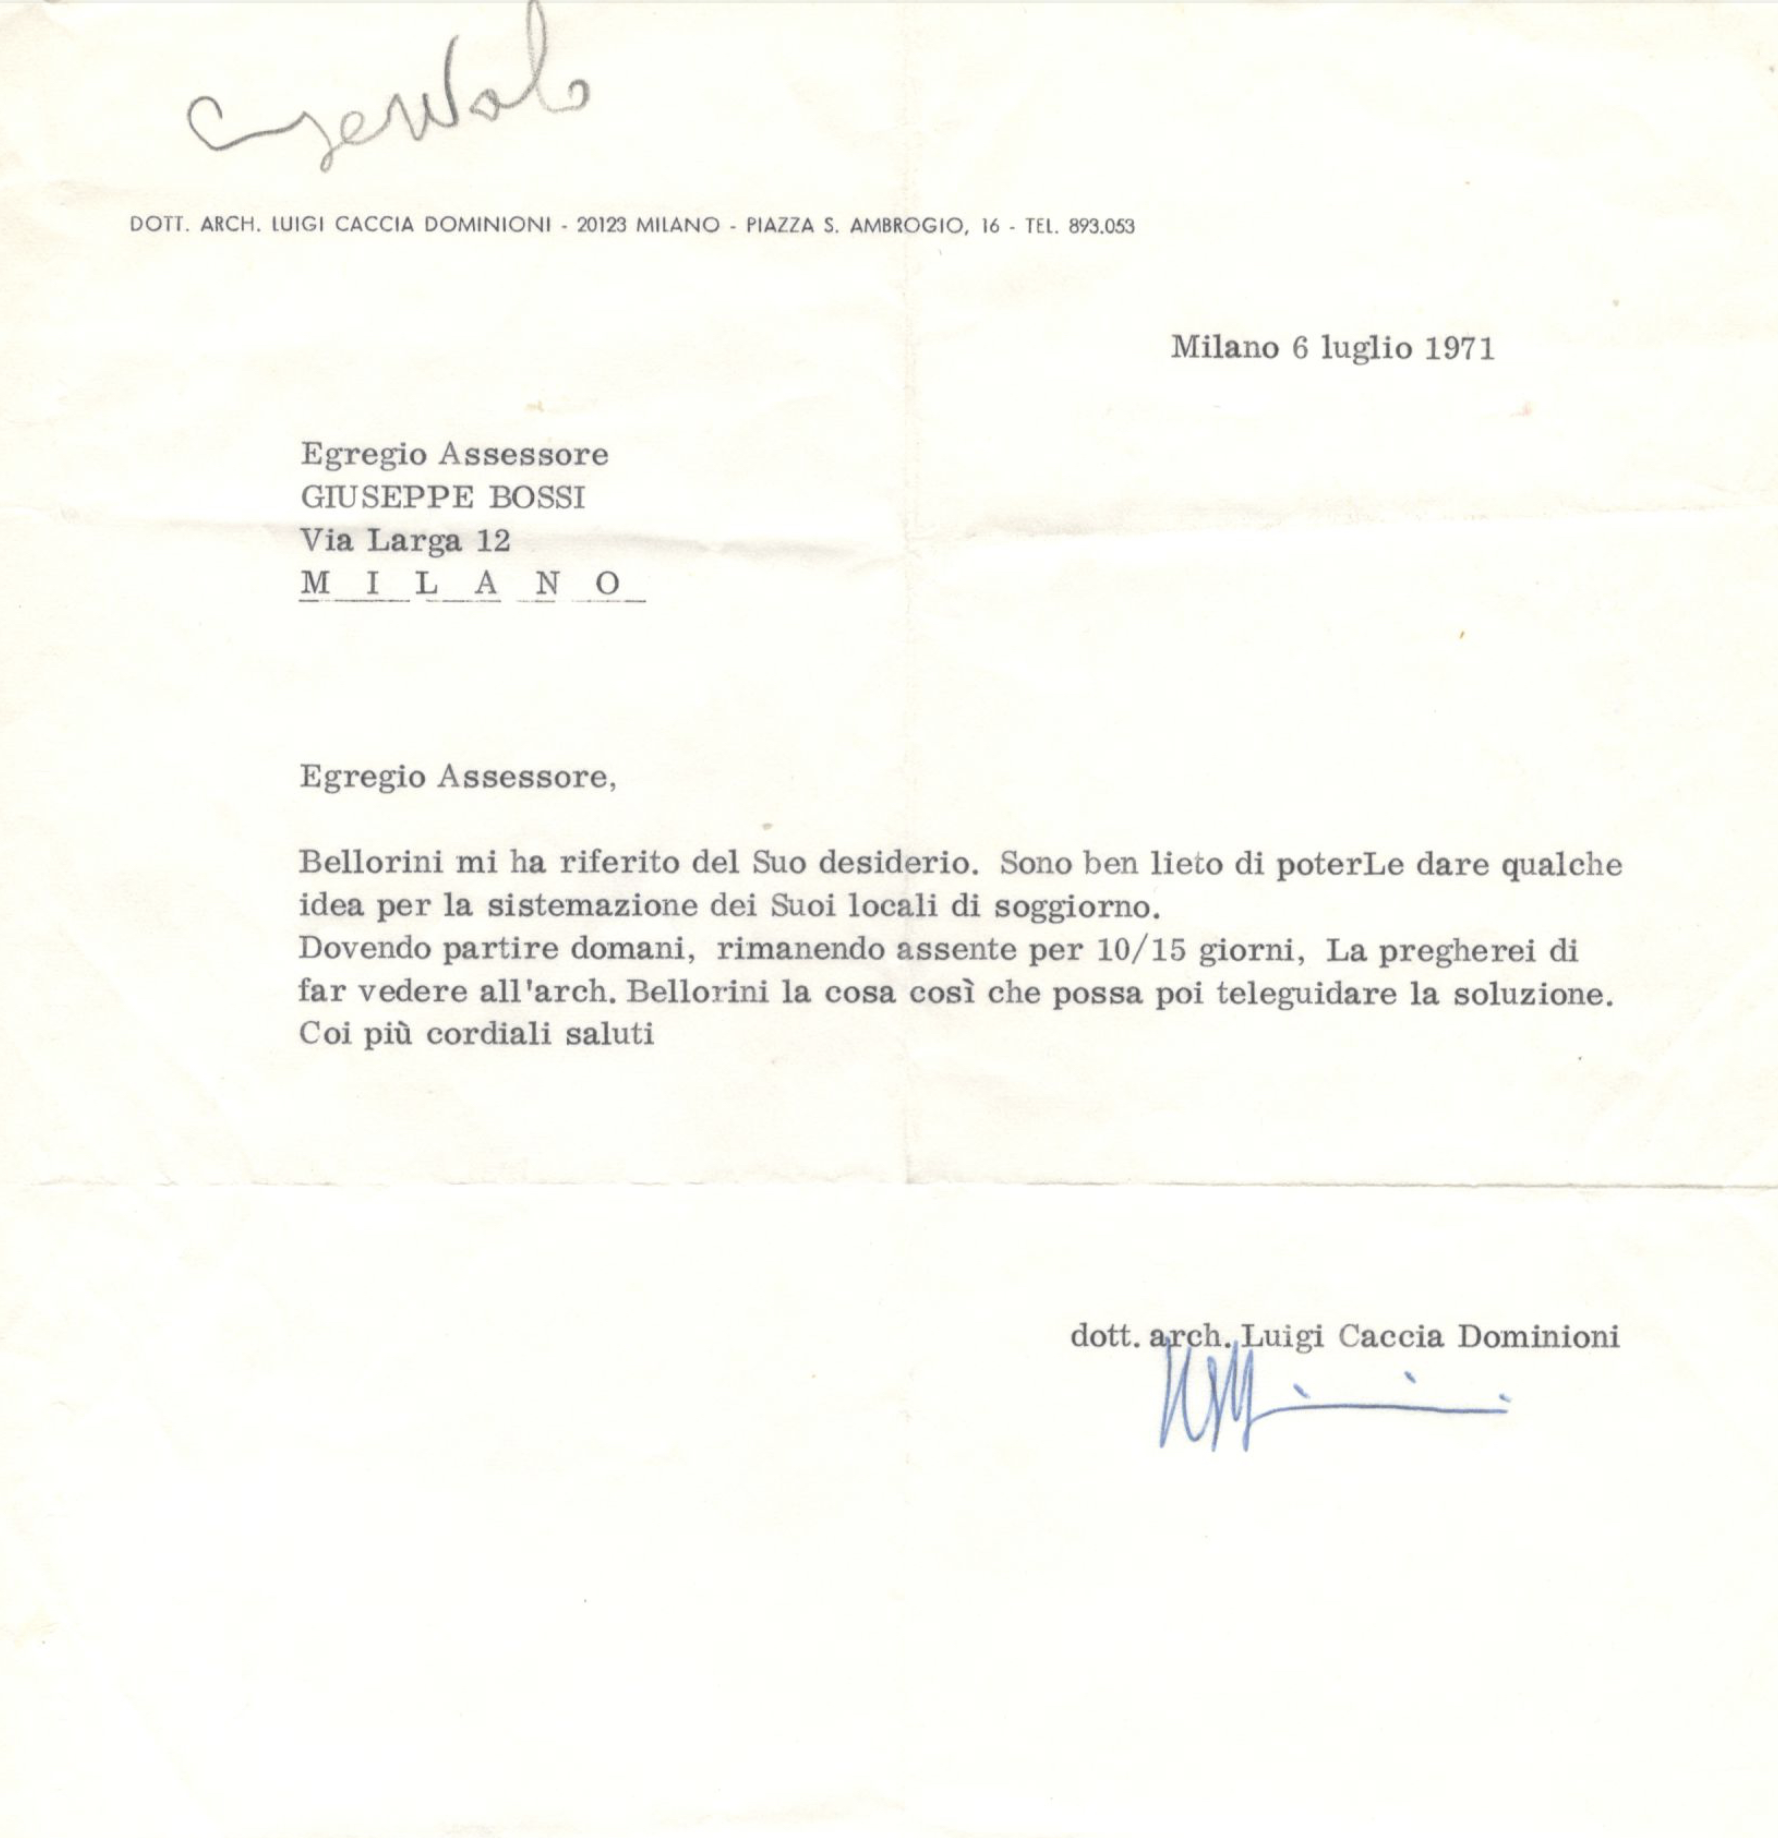 DOTT. ARCH. LUIGI CACCIA DOMINIONI - 20123 MILANO - PIAZZA S. AMBROGIO, 16 - TEL. 893.053
Milano 6 luglio 1971
Egregio Assessore
GIUSEPPE BOSSI
Via Larga 12
M I L A N O
Egregio Assessore,
Bellorini mi ha riferito del Suo desiderio. Sono ben lieto di poterLe dare qualche
idea per la sistemazione dei Suoi locali di soggiorno.
Dovendo partire domani, rimanendo assente per 10/15 giorni, La pregherei di
far vedere all'arch. Bellorini la cosa così che possa poi teleguidare la soluzione.
Coi più cordiali saluti
dott. arch. Luigi Caccia Dominioni